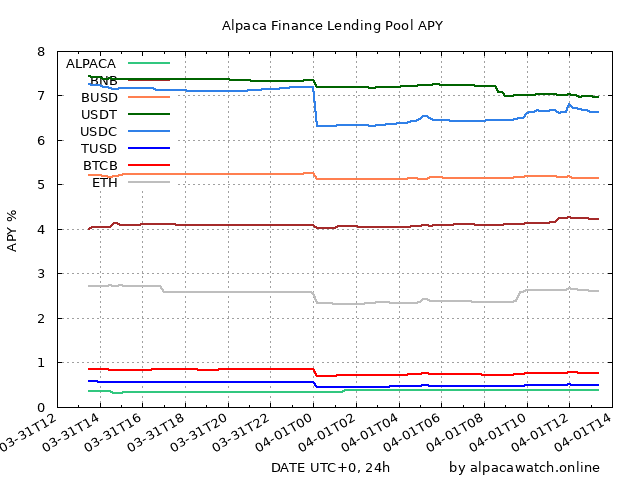 Alpaca Finance Lending Pool APY
8
7
6
5
4
3
2
1
0
APY %
ALPACA
BNB
BUSD
USDT
USDC
TUSD
BTCB
ETH
03-31T12
03-31T14
03-31T16
03-31T18
03-31T20
03-31T22
04-01T00
04-01T02
04-01T04
04-01T06
04-01T08
04-01T10
04-01T12
04-01T14
DATE UTC+0, 24h
by alpacawatch.online